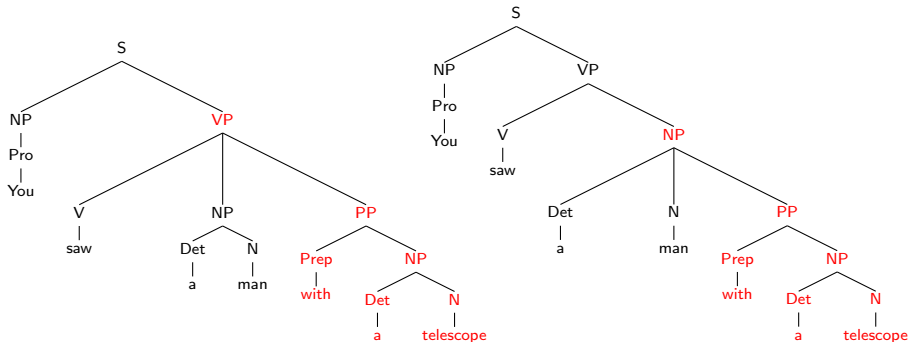 S
NP VP
Pro
You
V NP PP
saw Det N Prep NP
a man with Det N
a telescope
S
NP VP
Pro
You V NP
saw
Det N PP
a man Prep NP
with Det N
a telescope